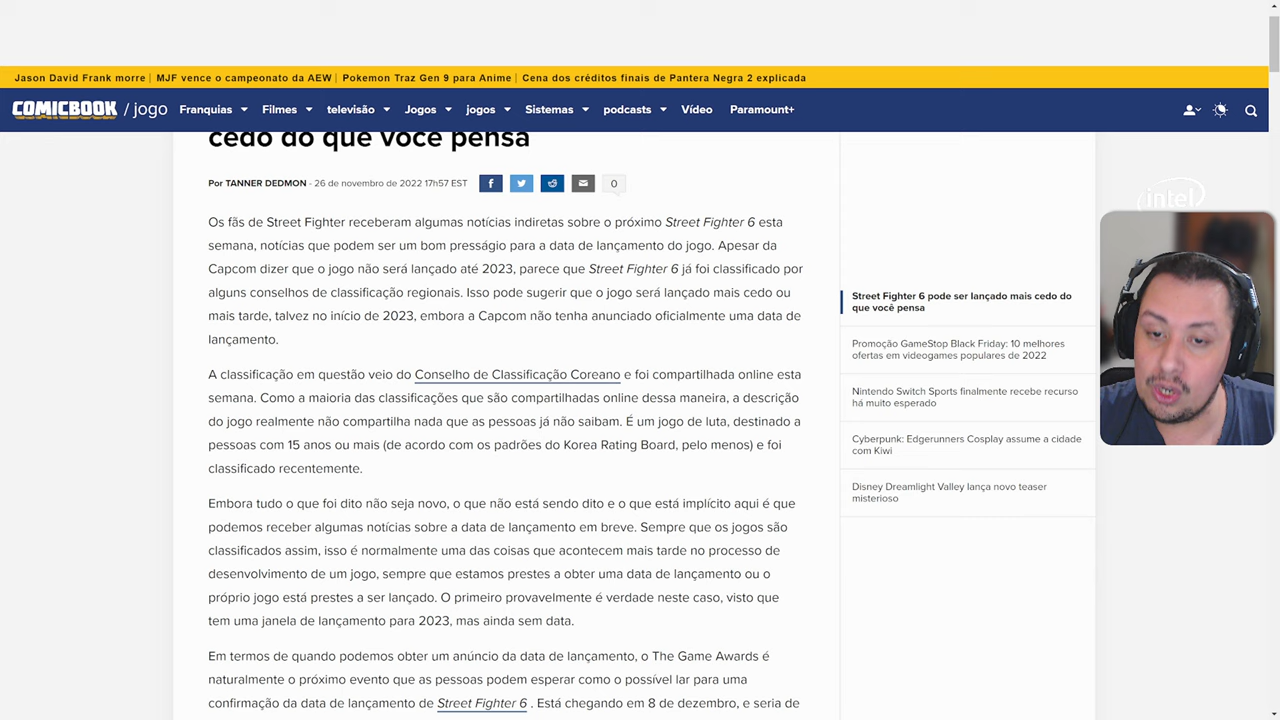 Jason David Frank morre | MJF vence o campeonato da AEW | Pokemon Traz Gen 9 para Anime | Cena dos créditos finais de Pantera Negra 2 explicada
COMICBOOK / jogo Franquias Filmes televisão Jogos jogos Sistemas podcasts Vídeo Paramount+
cedo do que você pensa
Por TANNER DEDMON - 26 de novembro de 2022 17h57 EST
0
Os fãs de Street Fighter receberam algumas notícias indiretas sobre o próximo Street Fighter 6 esta
semana, notícias que podem ser um bom presságio para a data de lançamento do jogo. Apesar da
Capcom dizer que o jogo não será lançado até 2023, parece que Street Fighter 6 já foi classificado por
alguns conselhos de classificação regionais. Isso pode sugerir que o jogo será lançado mais cedo ou
mais tarde, talvez no início de 2023, embora a Capcom não tenha anunciado oficialmente uma data de
lançamento.
A classificação em questão veio do Conselho de Classificação Coreano e foi compartilhada online esta
semana. Como a maioria das classificações que são compartilhadas online dessa maneira, a descrição
do jogo realmente não compartilha nada que as pessoas já não saibam. É um jogo de luta, destinado a
pessoas com 15 anos ou mais (de acordo com os padrões do Korea Rating Board, pelo menos) e foi
classificado recentemente.
Embora tudo o que foi dito não seja novo, o que não está sendo dito e o que está implícito aqui é que
podemos receber algumas notícias sobre a data de lançamento em breve. Sempre que os jogos são
classificados assim, isso é normalmente uma das coisas que acontecem mais tarde no processo de
desenvolvimento de um jogo, sempre que estamos prestes a obter uma data de lançamento ou o
próprio jogo está prestes a ser lançado. O primeiro provavelmente é verdade neste caso, visto que
tem uma janela de lançamento para 2023, mas ainda sem data.
Em termos de quando podemos obter um anúncio da data de lançamento, o The Game Awards é
naturalmente o próximo evento que as pessoas podem esperar como o possível lar para uma
confirmação da data de lançamento de Street Fighter 6 . Está chegando em 8 de dezembro, e seria de
intel
Street Fighter 6 pode ser lançado mais cedo do
que você pensa
Promoção GameStop Black Friday: 10 melhores
ofertas em videogames populares de 2022
Nintendo Switch Sports finalmente recebe recurso
há muito esperado
Cyberpunk: Edgerunners Cosplay assume a cidade
com Kiwi
Disney Dreamlight Valley lança novo teaser
misterioso